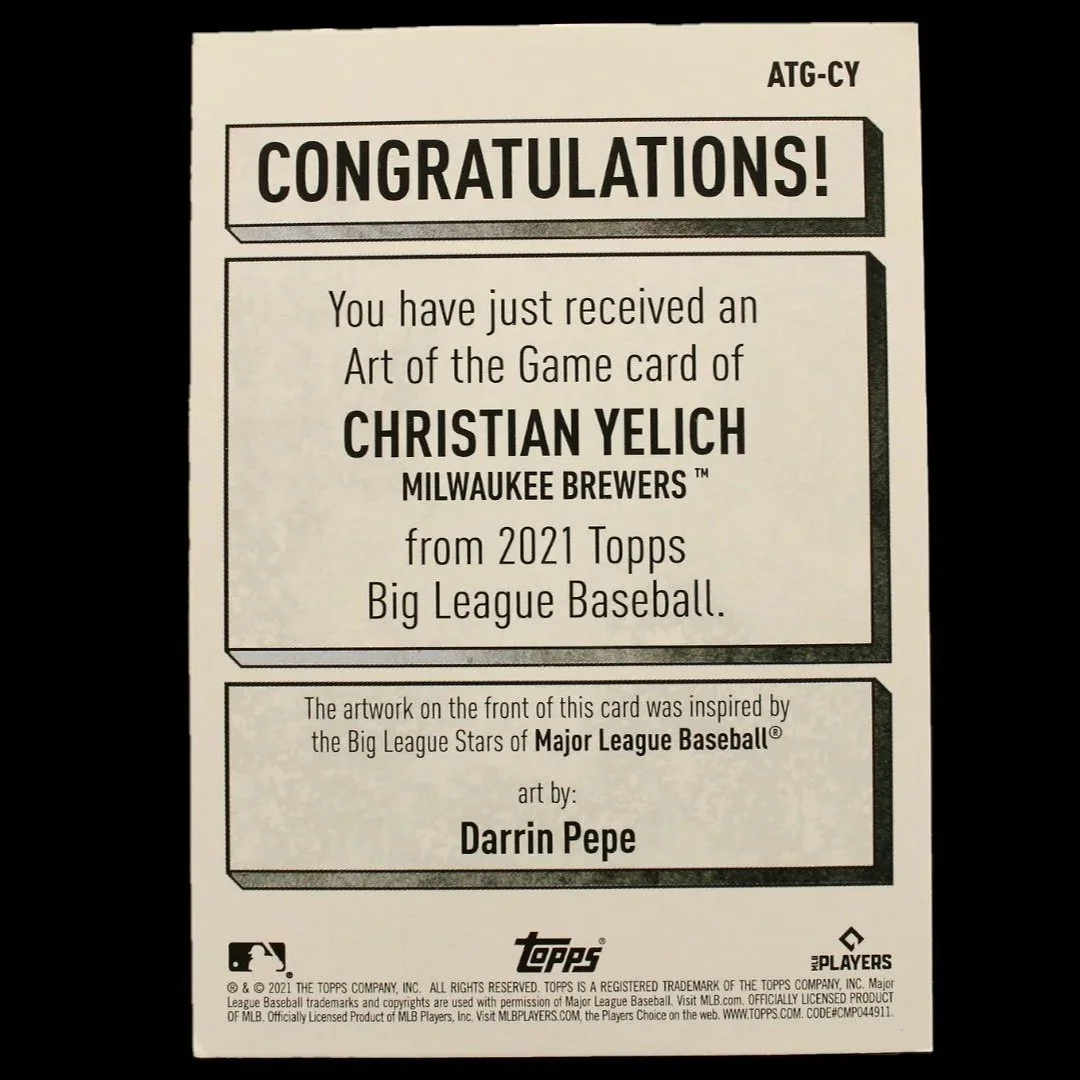 ATG-CY
CONGRATULATIONS!
You have just received an
Art of the Game card of
CHRISTIAN YELICH
MILWAUKEE BREWERS™
from 2021 Topps
Big League Baseball.
The artwork on the front of this card was inspired by
the Big League Stars of Major League Baseball®
art by:
Darrin Pepe
Topps®
MLB PLAYERS
® & © 2021 THE TOPPS COMPANY, INC. ALL RIGHTS RESERVED. TOPPS IS A REGISTERED TRADEMARK OF THE TOPPS COMPANY, INC. Major
League Baseball trademarks and copyrights are used with permission of Major League Baseball. Visit MLB.com. OFFICIALLY LICENSED PRODUCT
OF MLB. Officially Licensed Product of MLB Players, Inc. Visit MLBPLAYERS.COM, the Players Choice on the web. WWW.TOPPS.COM. CODE#CMP044911.